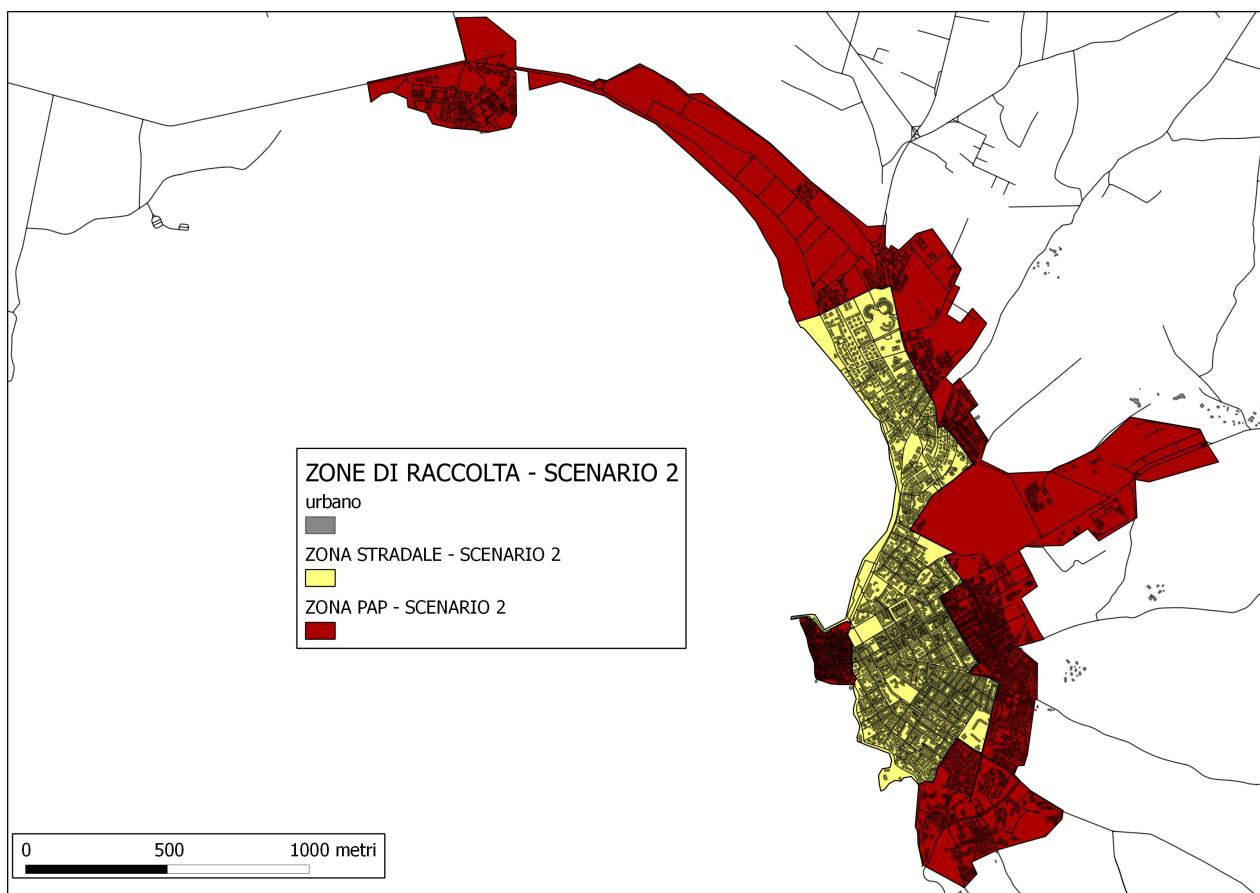 ZONE DI RACCOLTA - SCENARIO 2
urbano
ZONA STRADALE - SCENARIO 2
ZONA PAP - SCENARIO 2
0 500 1000 metri